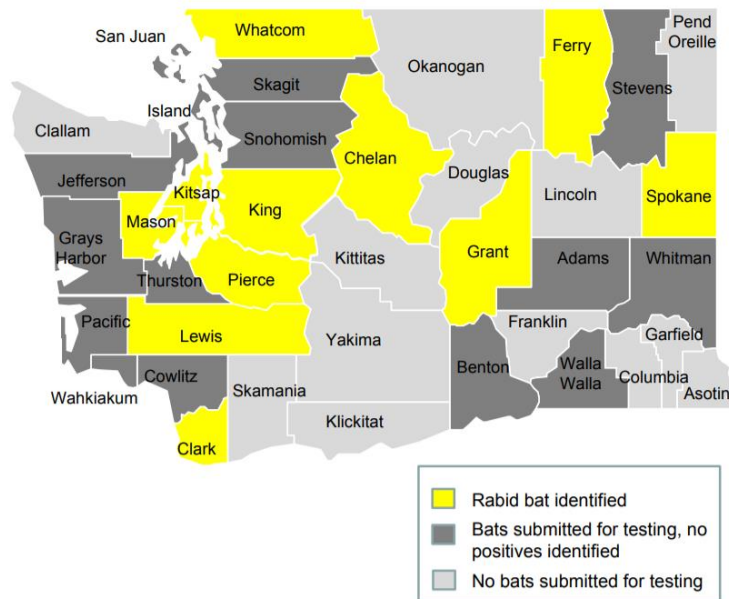 Whatcom
San Juan
Ferry
Pend
Oreille
Okanogan
Skagit
Stevens
Island
Clallam
Snohomish
Chelan
Douglas
Jefferson
Kitsap
Lincoln
Spokane
Mason
King
Grays
Harbor
Kittitas
Grant
Adams
Whitman
Thurston
Pierce
Pacific
Lewis
Yakima
Franklin
Garfield
Wahkiakum
Cowlitz
Skamania
Benton
Walla
Walla
Columbia
Asotin
Klickitat
Clark
Rabid bat identified
Bats submitted for testing, no
positives identified
No bats submitted for testing